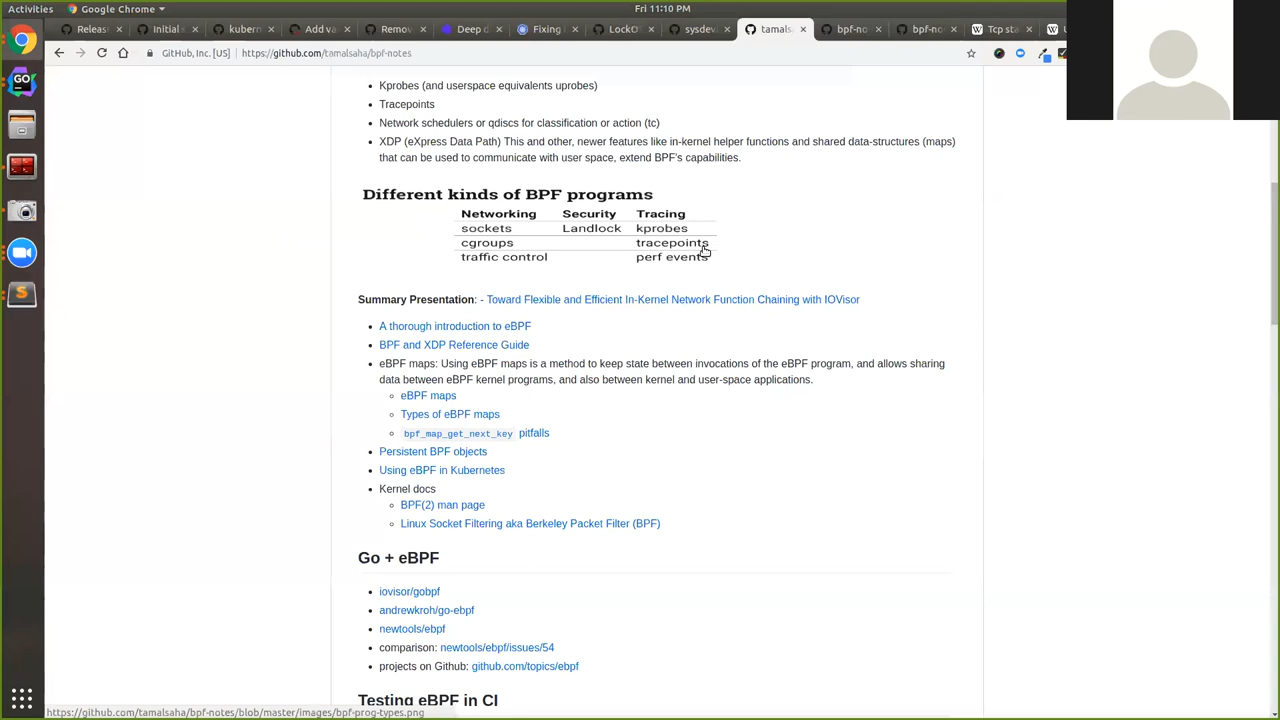 Activities
Google Chrome
Fri 11:10 PM
Releas
Initial s
kubern
Add va
Remov
Deep d
Fixing
LockO
sysdev
tamals
bpf-no
bpf-no
Tcp sta
GitHub, Inc. [US]
https://github.com/tamalsaha/bpf-notes
Kprobes (and userspace equivalents uprobes)
Tracepoints
Network schedulers or qdiscs for classification or action (tc)
XDP (eXpress Data Path) This and other, newer features like in-kernel helper functions and shared data-structures (maps)
that can be used to communicate with user space, extend BPF's capabilities.
Different kinds of BPF programs
Networking Security Tracing
sockets Landlock kprobes
cgroups tracepoints
traffic control perf events
Summary Presentation: - Toward Flexible and Efficient In-Kernel Network Function Chaining with IOVisor
A thorough introduction to eBPF
BPF and XDP Reference Guide
eBPF maps: Using eBPF maps is a method to keep state between invocations of the eBPF program, and allows sharing
data between eBPF kernel programs, and also between kernel and user-space applications.
eBPF maps
Types of eBPF maps
bpf_map_get_next_key pitfalls
Persistent BPF objects
Using eBPF in Kubernetes
Kernel docs
BPF(2) man page
Linux Socket Filtering aka Berkeley Packet Filter (BPF)
Go + eBPF
iovisor/gobpf
andrewkroh/go-ebpf
newtools/ebpf
comparison: newtools/ebpf/issues/54
projects on Github: github.com/topics/ebpf
Testing eBPF in CI
https://github.com/tamalsaha/bpf-notes/blob/master/images/bpf-prog-types.png